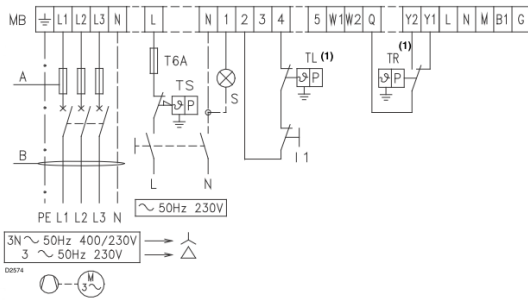 MB ⏚ L1 L2 L3 N L N 1 2 3 4 5 W1 W2 Q Y2 Y1 L N M B1 G
T6A
TL (1)
TR (1)
A
TS
ϑ P
ϑ P
ϑ P
S
I 1
B
L N
∼ 50Hz 230V
PE L1 L2 L3 N
3N ∼ 50Hz 400/230V
3 ∼ 50Hz 230V
D2574
M
3∼